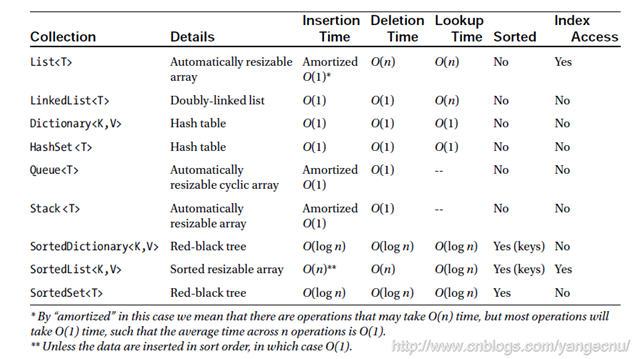 Insertion Deletion Lookup Index
Collection Details Time Time Time Sorted Access
List<T> Automatically resizable Amortized O(n) O(n) No Yes
array O(1)*
LinkedList<T> Doubly-linked list O(1) O(1) O(n) No No
Dictionary<K,V> Hash table O(1) O(1) O(1) No No
HashSet<T> Hash table O(1) O(1) O(1) No No
Queue<T> Automatically Amortized O(1) -- No No
resizable cyclic array O(1)
Stack<T> Automatically Amortized O(1) -- No No
resizable array O(1)
SortedDictionary<K,V> Red-black tree O(log n) O(log n) O(log n) Yes (keys) No
SortedList<K,V> Sorted resizable array O(n)** O(n) O(log n) Yes (keys) Yes
SortedSet<T> Red-black tree O(log n) O(log n) O(log n) Yes No
* By “amortized” in this case we mean that there are operations that may take O(n) time, but most operations will
take O(1) time, such that the average time across n operations is O(1).
** Unless the data are inserted in sort order, in which case O(1).
http://www.cnblogs.com/yangecnu/